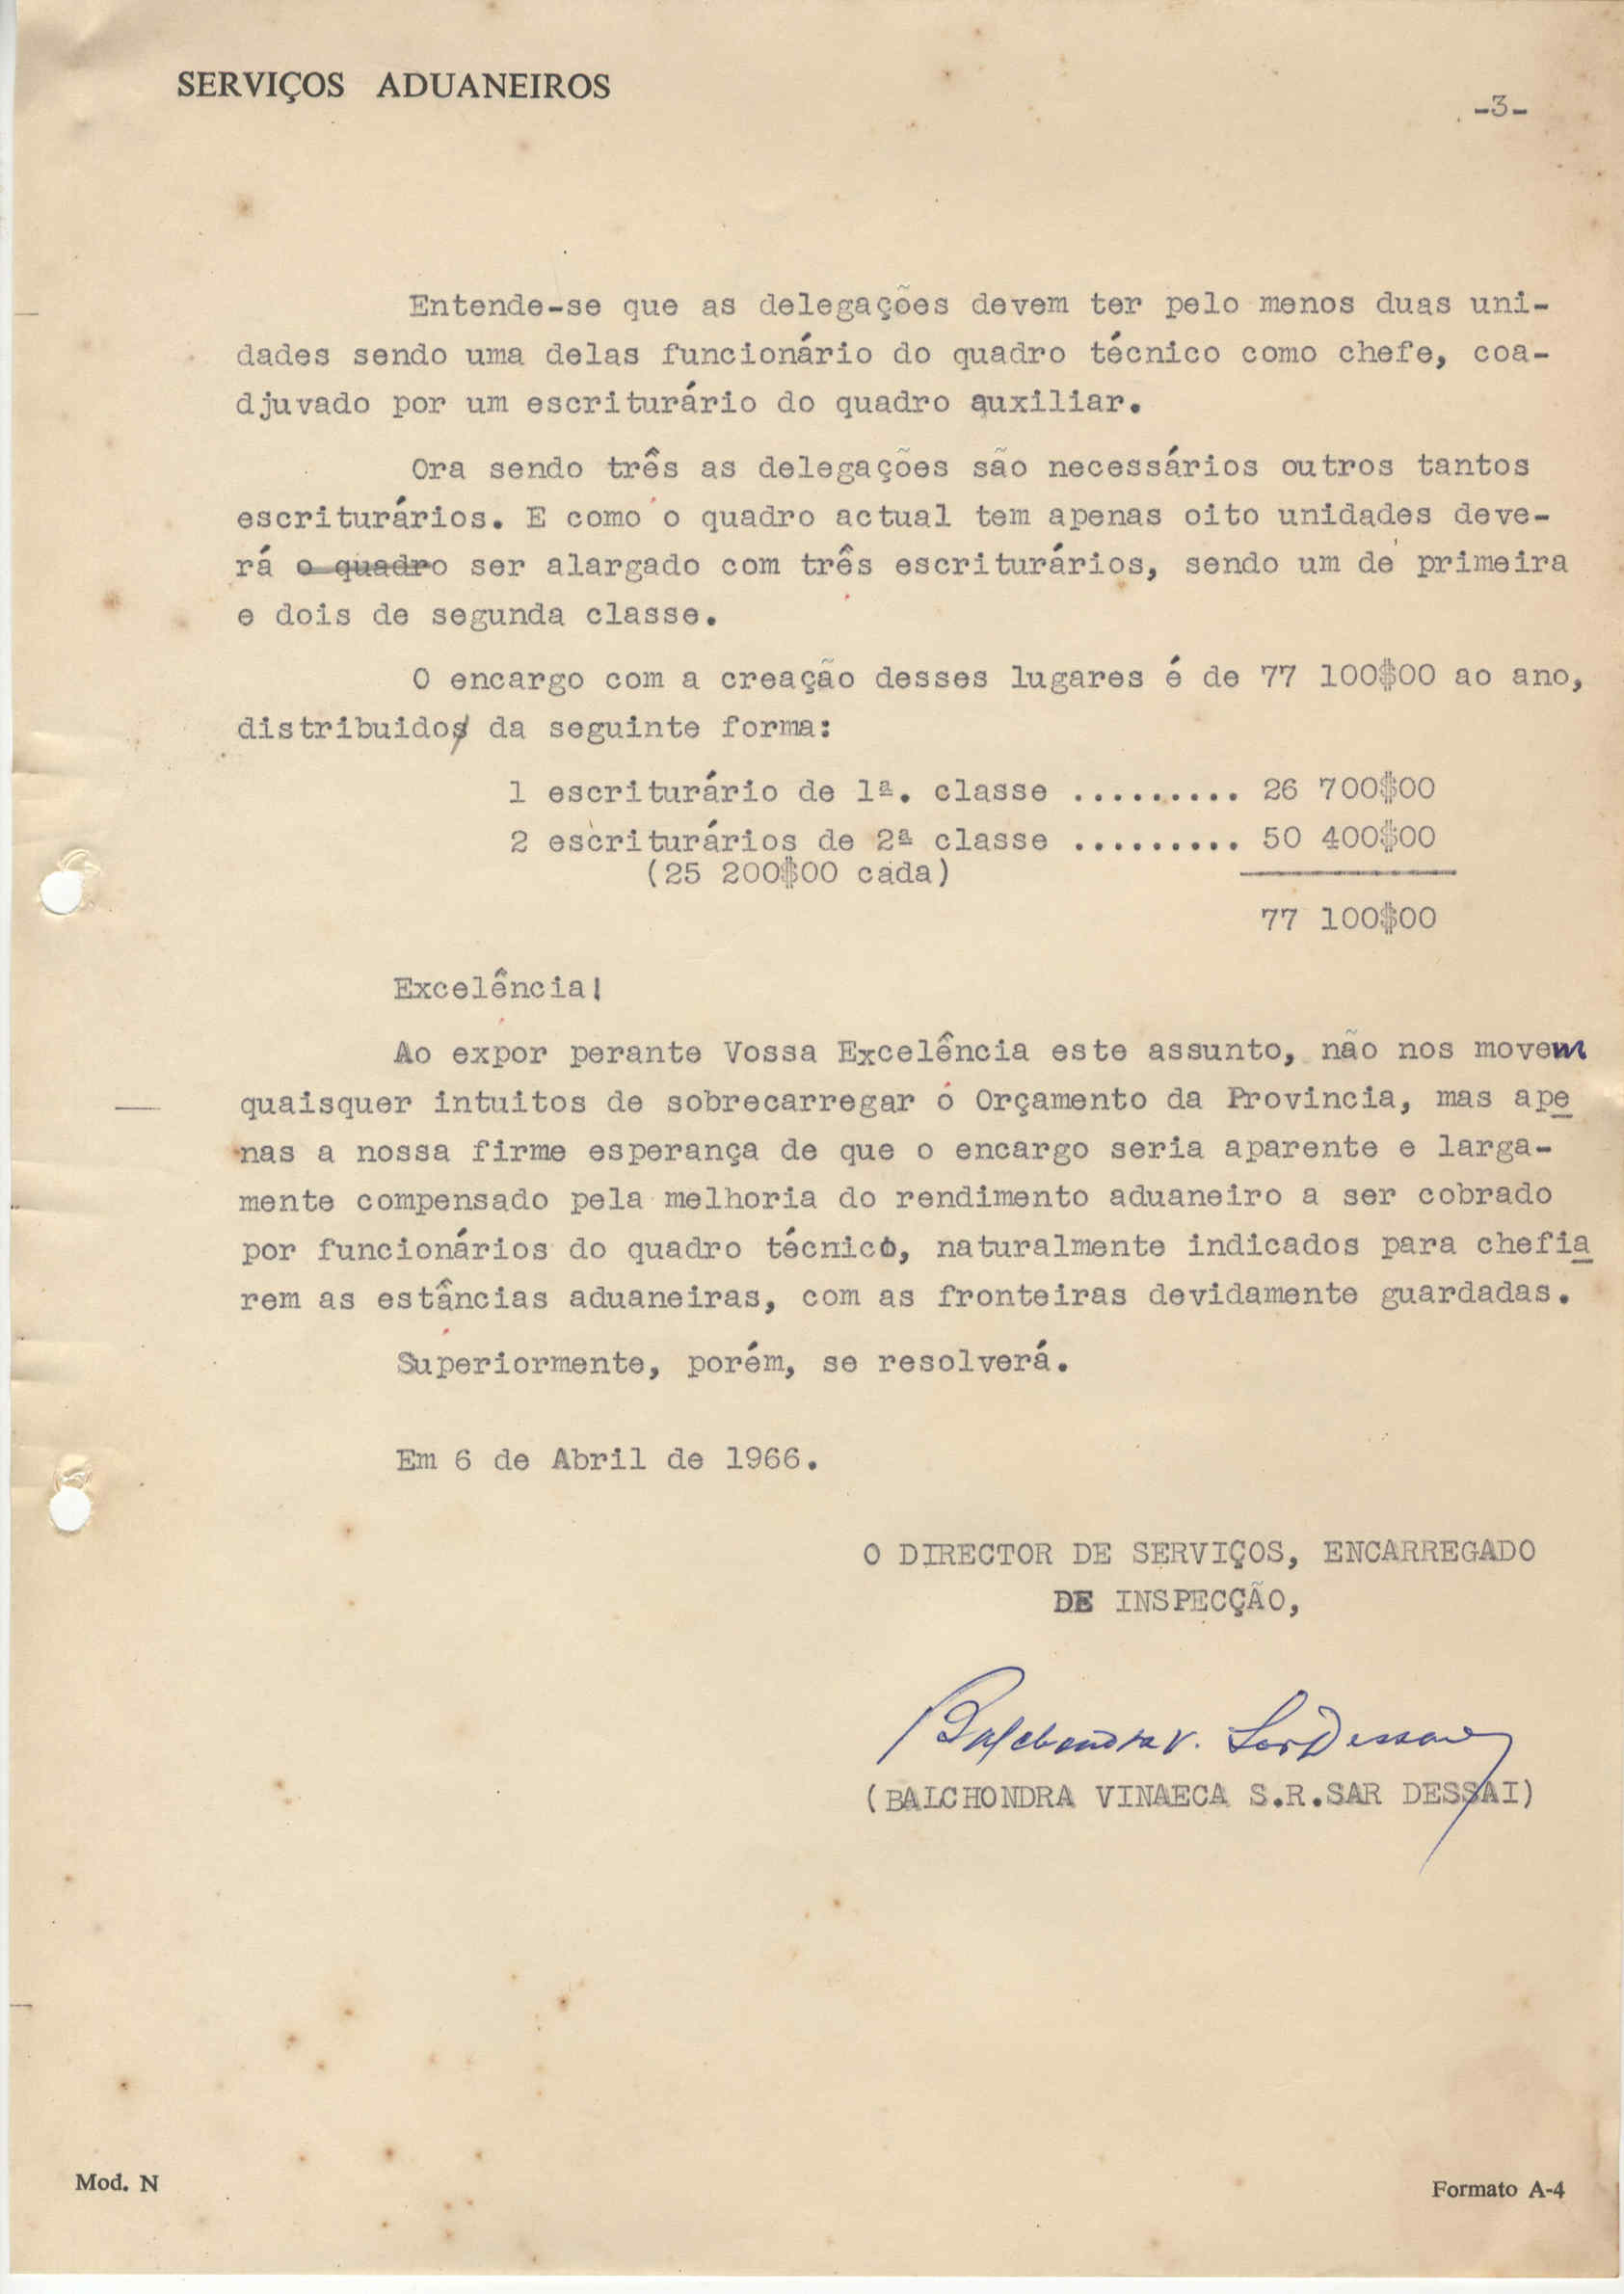 SERVIÇOS ADUANEIROS
-3-
Entende-se que as delegações devem ter pelo menos duas uni-
dades sendo uma delas funcionário do quadro técnico como chefe, coa-
djuvado por um escriturário do quadro auxiliar.
Ora sendo três as delegações são necessários outros tantos
escriturários. E como o quadro actual tem apenas oito unidades deve-
rá o quadro ser alargado com três escriturários, sendo um de primeira
e dois de segunda classe.
O encargo com a creação desses lugares é de 77 100$00 ao ano,
distribuidos da seguinte forma:
1 escriturário de 1ª. classe ......... 26 700$00
2 escriturários de 2ª classe ......... 50 400$00
(25 200$00 cada)
77 100$00
Excelência!
Ao expor perante Vossa Excelência este assunto, não nos movem
quaisquer intuitos de sobrecarregar o Orçamento da Provincia, mas ape
nas a nossa firme esperança de que o encargo seria aparente e larga-
mente compensado pela melhoria do rendimento aduaneiro a ser cobrado
por funcionários do quadro técnico, naturalmente indicados para chefia
rem as estâncias aduaneiras, com as fronteiras devidamente guardadas.
Superiormente, porém, se resolverá.
Em 6 de Abril de 1966.
O DIRECTOR DE SERVIÇOS, ENCARREGADO
DE INSPECÇÃO,
Balchondra V. Sar Dessai
(BALCHONDRA VINAECA S.R.SAR DESSAI)
Mod. N
Formato A-4